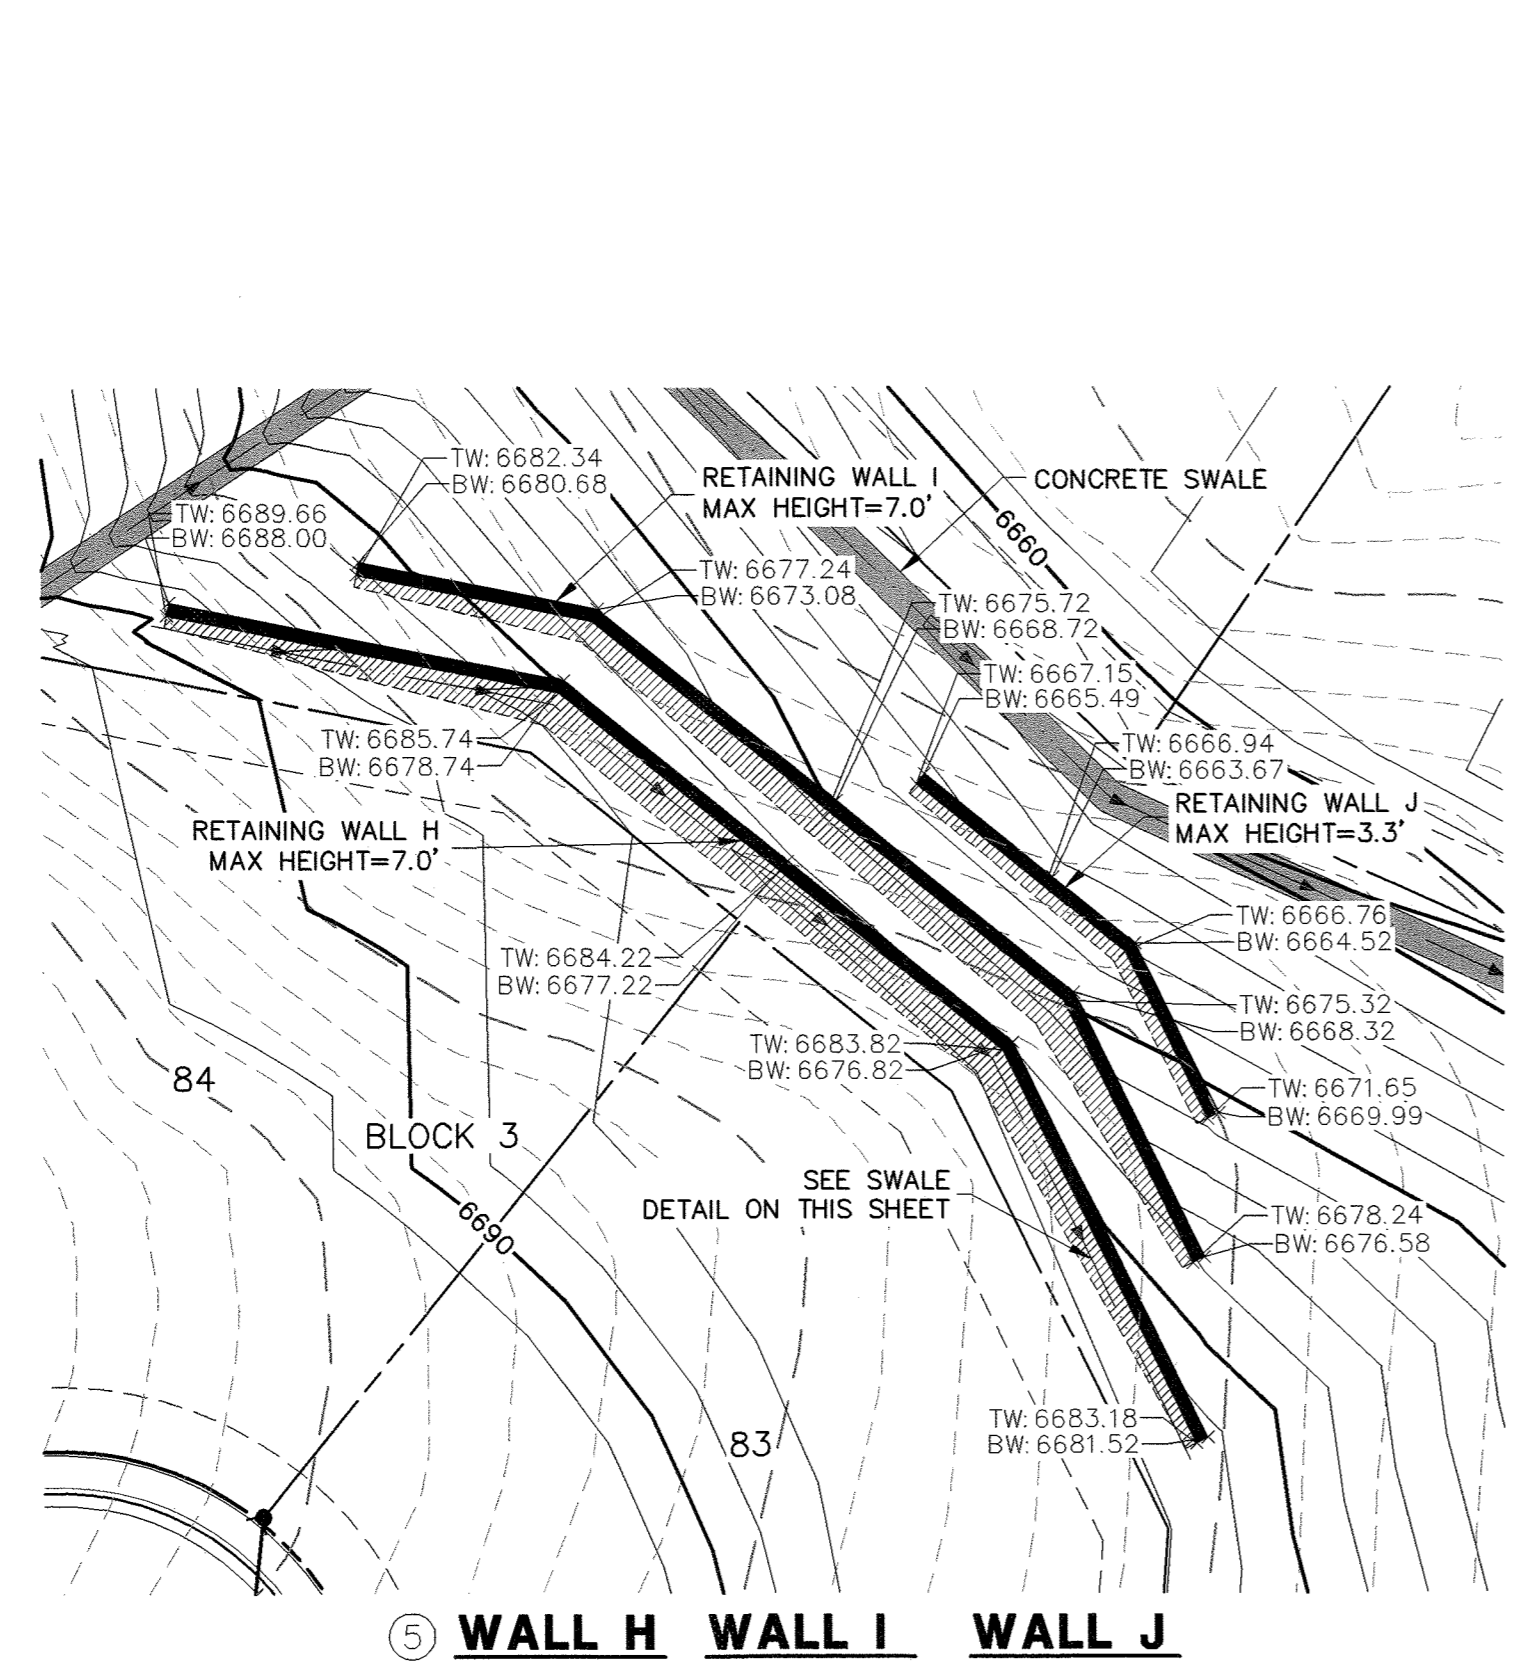 TW: 6682.34
BW: 6680.68
RETAINING WALL I
MAX HEIGHT=7.0'
CONCRETE SWALE
TW: 6689.66
BW: 6688.00
6660
TW: 6677.24
BW: 6673.08
TW: 6675.72
BW: 6668.72
TW: 6667.15
BW: 6665.49
TW: 6685.74
BW: 6678.74
TW: 6666.94
BW: 6663.67
RETAINING WALL J
MAX HEIGHT=3.3'
RETAINING WALL H
MAX HEIGHT=7.0'
TW: 6666.76
BW: 6664.52
TW: 6684.22
BW: 6677.22
TW: 6675.32
BW: 6668.32
TW: 6683.82
BW: 6676.82
84
TW: 6671.65
BW: 6669.99
BLOCK 3
SEE SWALE
DETAIL ON THIS SHEET
6690
TW: 6678.24
BW: 6676.58
TW: 6683.18
BW: 6681.52
83
5 WALL H WALL I WALL J